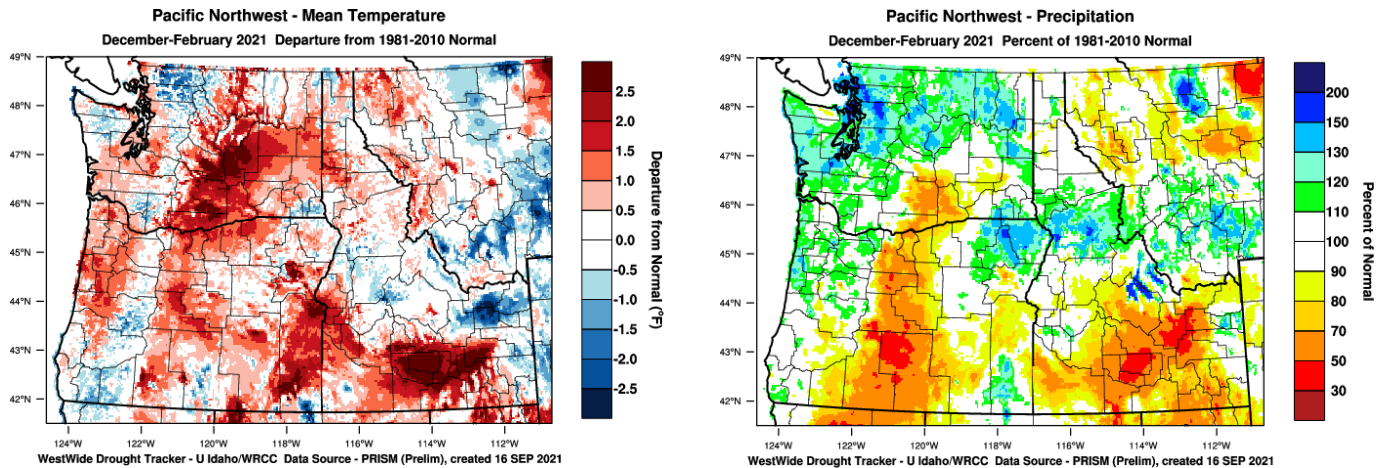 Pacific Northwest - Mean Temperature
December-February 2021 Departure from 1981-2010 Normal
49°N
48°N
47°N
46°N
45°N
44°N
43°N
42°N
124°W 122°W 120°W 118°W 116°W 114°W 112°W
2.5
2.0
1.5
1.0
0.5
0.0
-0.5
-1.0
-1.5
-2.0
-2.5
Departure from Normal (°F)
WestWide Drought Tracker - U Idaho/WRCC Data Source - PRISM (Prelim), created 16 SEP 2021
Pacific Northwest - Precipitation
December-February 2021 Percent of 1981-2010 Normal
49°N
48°N
47°N
46°N
45°N
44°N
43°N
42°N
124°W 122°W 120°W 118°W 116°W 114°W 112°W
200
150
130
120
110
100
90
80
70
50
30
Percent of Normal
WestWide Drought Tracker - U Idaho/WRCC Data Source - PRISM (Prelim), created 16 SEP 2021